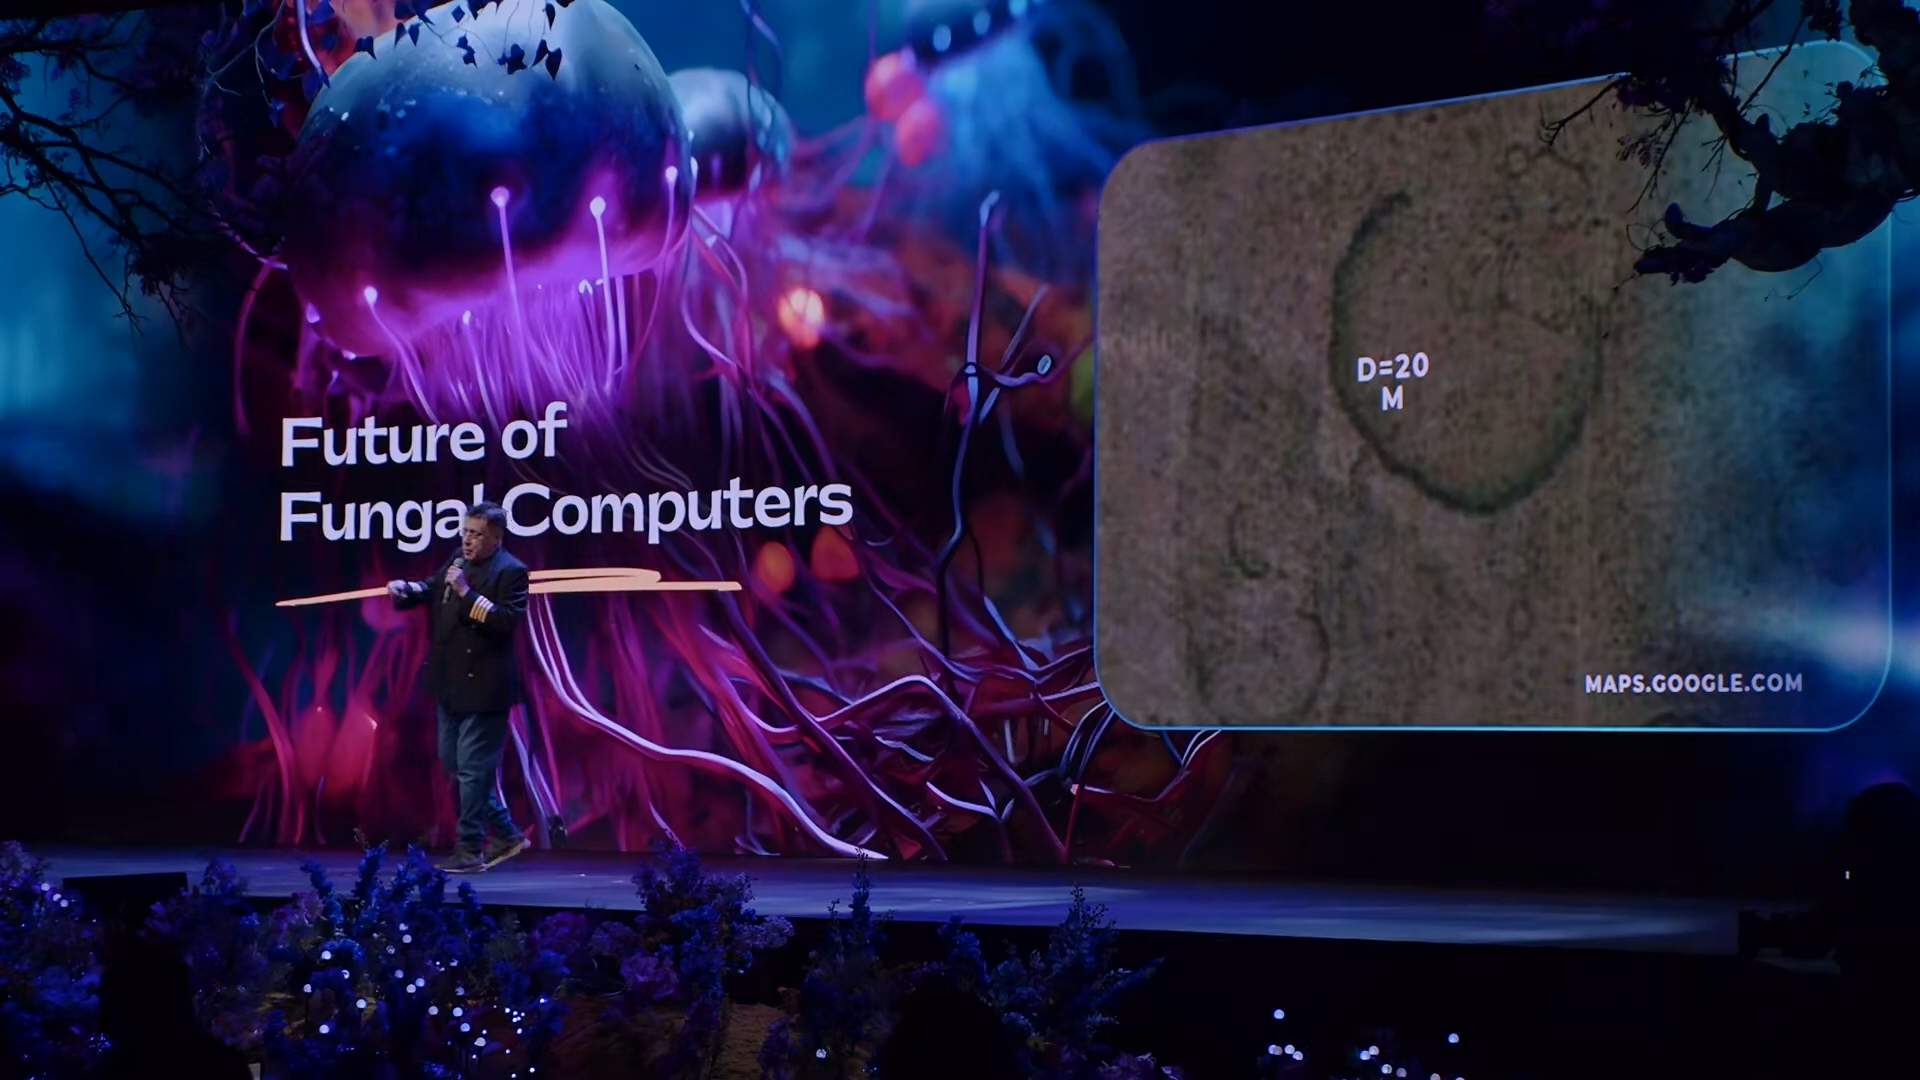 Future of
Fungal Computers
D=20
M
MAPS.GOOGLE.COM